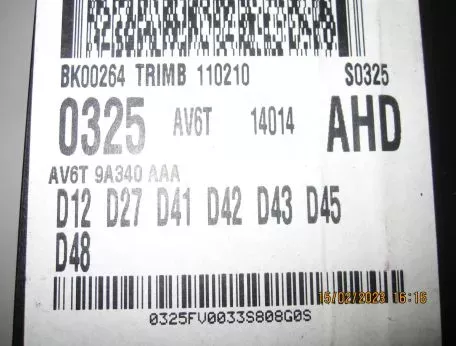 BK00264 TRIMB 110210 S0325
0325 AV6T 14014 AHD
AV6T 9A340 AAA
D12 D27 D41 D42 D43 D45
D48
0325FV0033S808G0S
15/02/2023 16:16